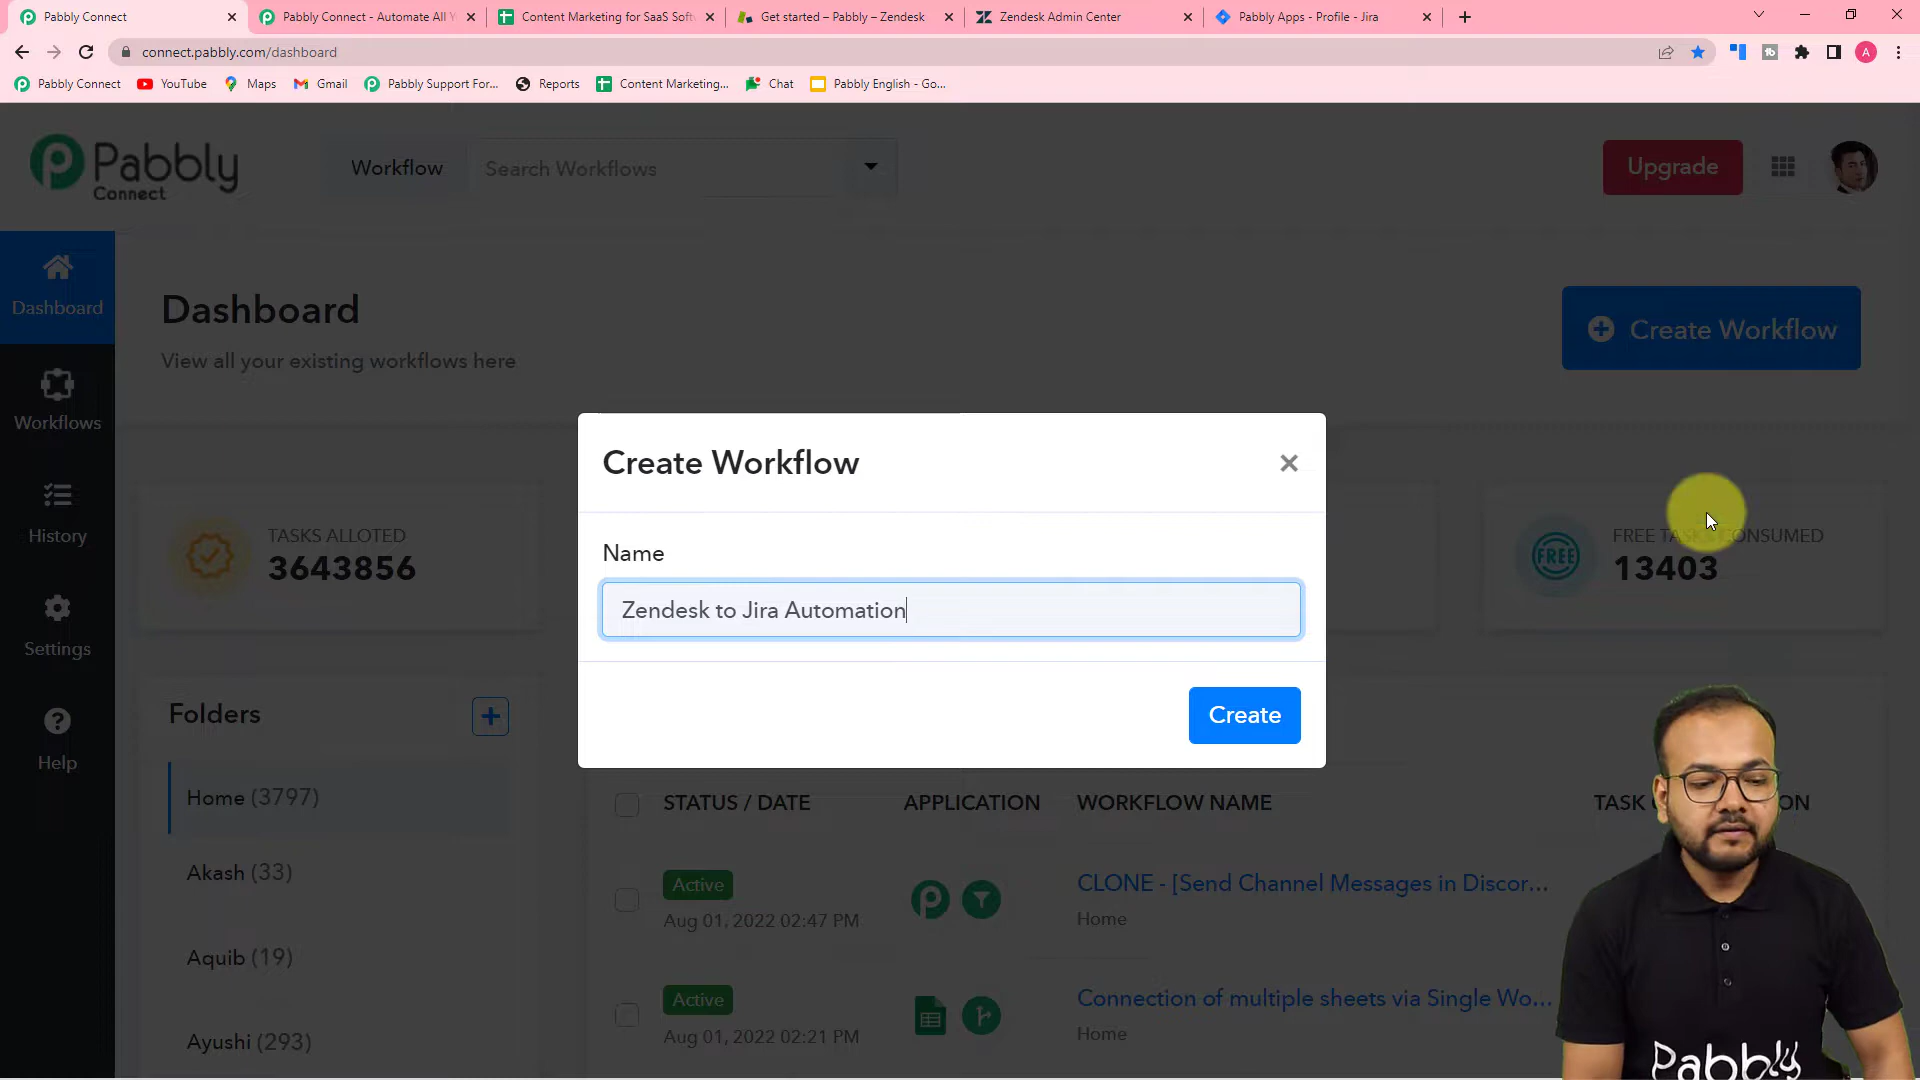 Pabbly Connect
Pabbly Connect - Automate All Y
Content Marketing for SaaS Soft
Get started – Pabbly – Zendesk
Zendesk Admin Center
Pabbly Apps - Profile - Jira
connect.pabbly.com/dashboard
A
Pabbly Connect
YouTube
Maps
Gmail
Pabbly Support For...
Reports
Content Marketing...
Chat
Pabbly English - Go...
Pabbly
Connect
Workflow
Search Workflows
Upgrade
Dashboard
Workflows
History
Settings
Help
Dashboard
View all your existing workflows here
Create Workflow
TASKS ALLOTED
3643856
FREE
FREE TASKS CONSUMED
13403
Create Workflow
Name
Zendesk to Jira Automation
Create
Folders
Home (3797)
Akash (33)
Aquib (19)
Ayushi (293)
STATUS / DATE
APPLICATION
WORKFLOW NAME
TASK
Active
Aug 01, 2022 02:47 PM
CLONE - [Send Channel Messages in Discor...
Home
Active
Aug 01, 2022 02:21 PM
Connection of multiple sheets via Single Wo...
Home
Pabbly